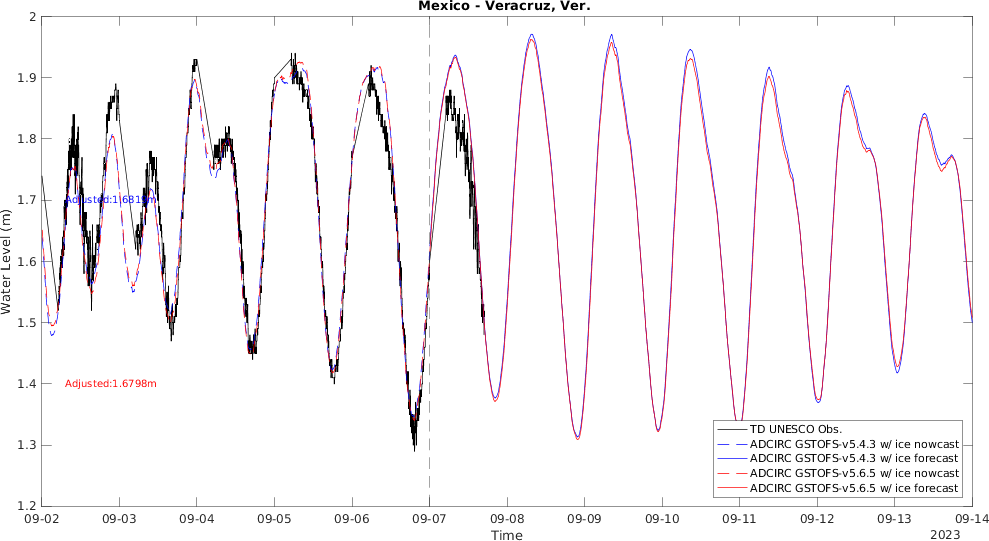 Mexico - Veracruz, Ver.
2
1.9
1.8
1.7
1.6
1.5
1.4
1.3
1.2
Water Level (m)
Adjusted:1.6819m
Adjusted:1.6798m
TD UNESCO Obs.
ADCIRC GSTOFS-v5.4.3 w/ ice nowcast
ADCIRC GSTOFS-v5.4.3 w/ ice forecast
ADCIRC GSTOFS-v5.6.5 w/ ice nowcast
ADCIRC GSTOFS-v5.6.5 w/ ice forecast
09-02 09-03 09-04 09-05 09-06 09-07 09-08 09-09 09-10 09-11 09-12 09-13 09-14
Time
2023